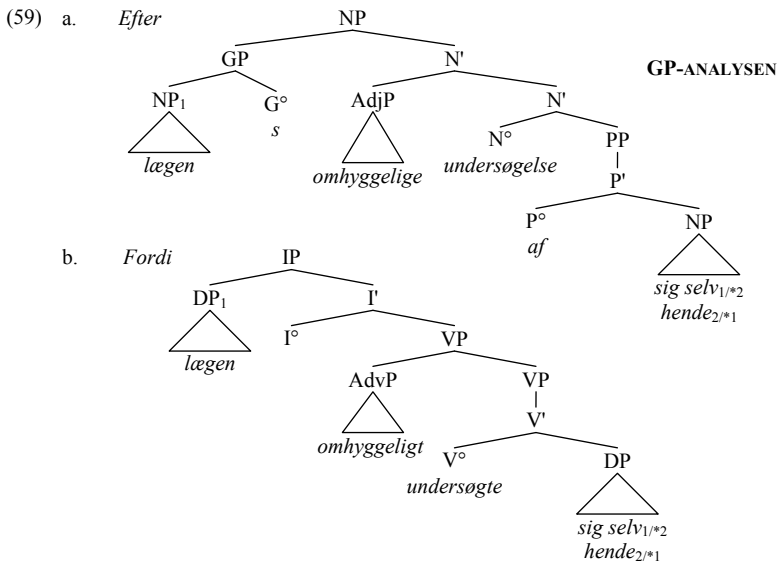 (59) a. Efter NP
GP N'
GP-ANALYSEN
NP1 G° AdjP N'
s
lægen omhyggelige N° PP
undersøgelse
P'
P° NP
af
sig selv1/*2
hende2/*1
b. Fordi IP
DP1 I'
lægen I° VP
AdvP VP
V'
omhyggeligt
V° DP
undersøgte
sig selv1/*2
hende2/*1